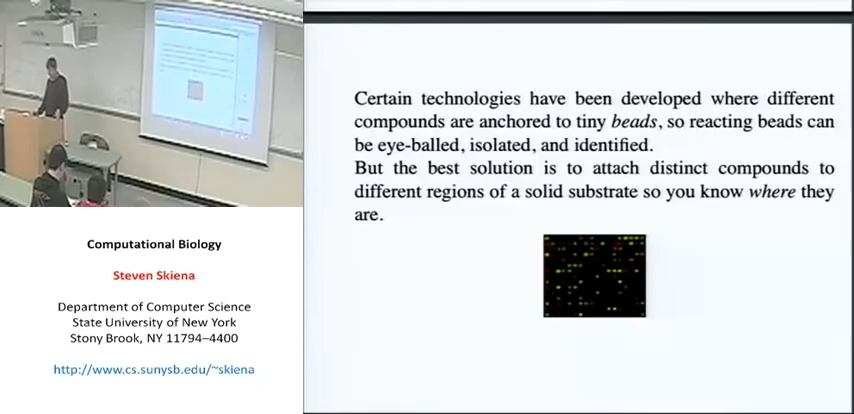 Computational Biology
Steven Skiena
Department of Computer Science
State University of New York
Stony Brook, NY 11794–4400
http://www.cs.sunysb.edu/~skiena
Certain technologies have been developed where different
compounds are anchored to tiny beads, so reacting beads can
be eye-balled, isolated, and identified.
But the best solution is to attach distinct compounds to
different regions of a solid substrate so you know where they
are.